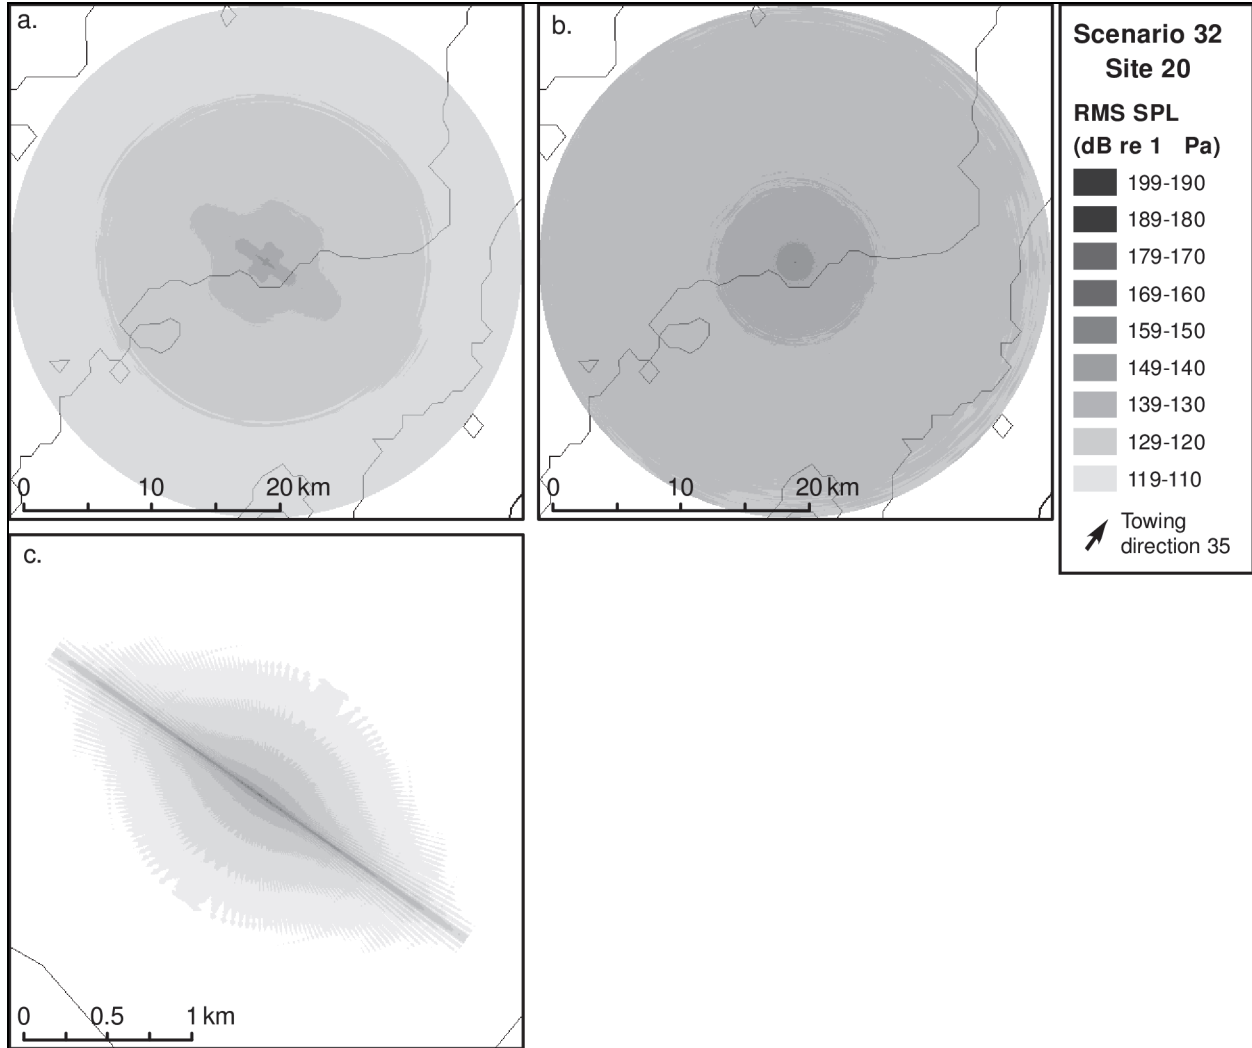 a.
0 10 20 km
b.
0 10 20 km
Scenario 32
Site 20
RMS SPL
(dB re 1 Pa)
199-190
189-180
179-170
169-160
159-150
149-140
139-130
129-120
119-110
Towing
direction 35
c.
0 0.5 1 km